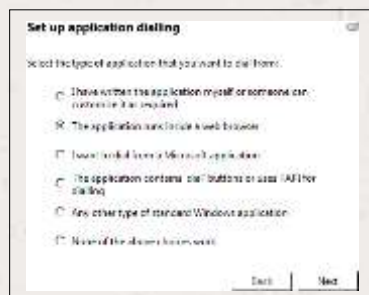 Set up application dialling
Select the type of application that you want to dial from:
I have written the application myself or someone can
customize it as required
The application runs inside a web browser
I want to dial from a Microsoft application
The application contains 'dial' buttons or uses TAPI for
dialling
Any other type of standard Windows application
None of the above choices work
Back
Next